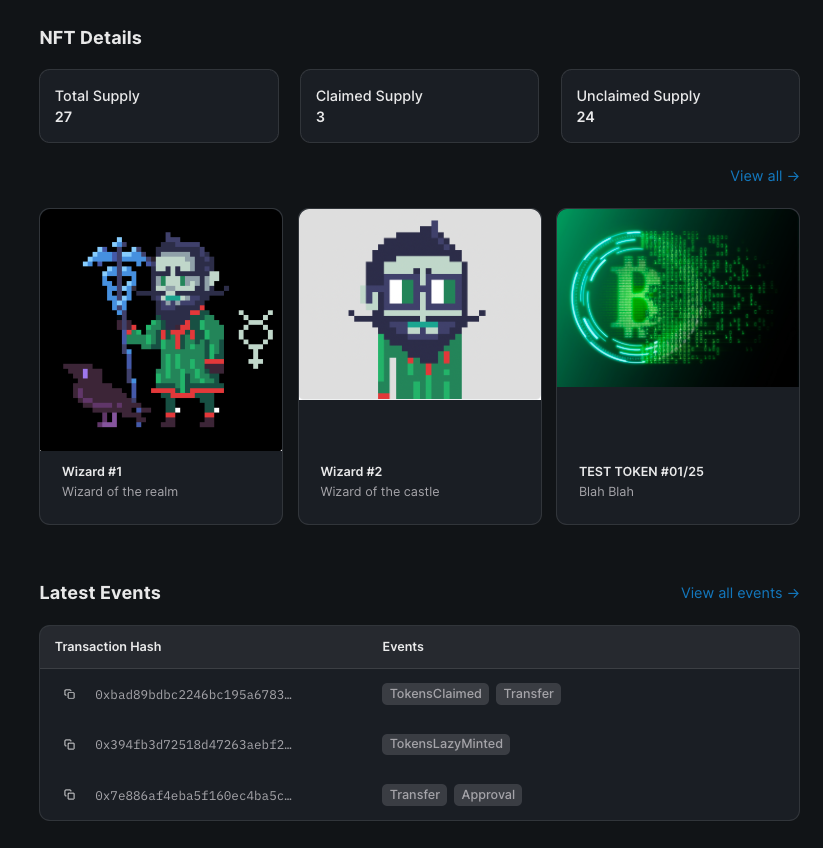 NFT Details
Total Supply
27
Claimed Supply
3
Unclaimed Supply
24
View all →
Wizard #1
Wizard of the realm
Wizard #2
Wizard of the castle
TEST TOKEN #01/25
Blah Blah
Latest Events
View all events →
Transaction Hash Events
0xbad89bdbc2246bc195a6783… TokensClaimed Transfer
0x394fb3d72518d47263aebf2… TokensLazyMinted
0x7e886af4eba5f160ec4ba5c… Transfer Approval